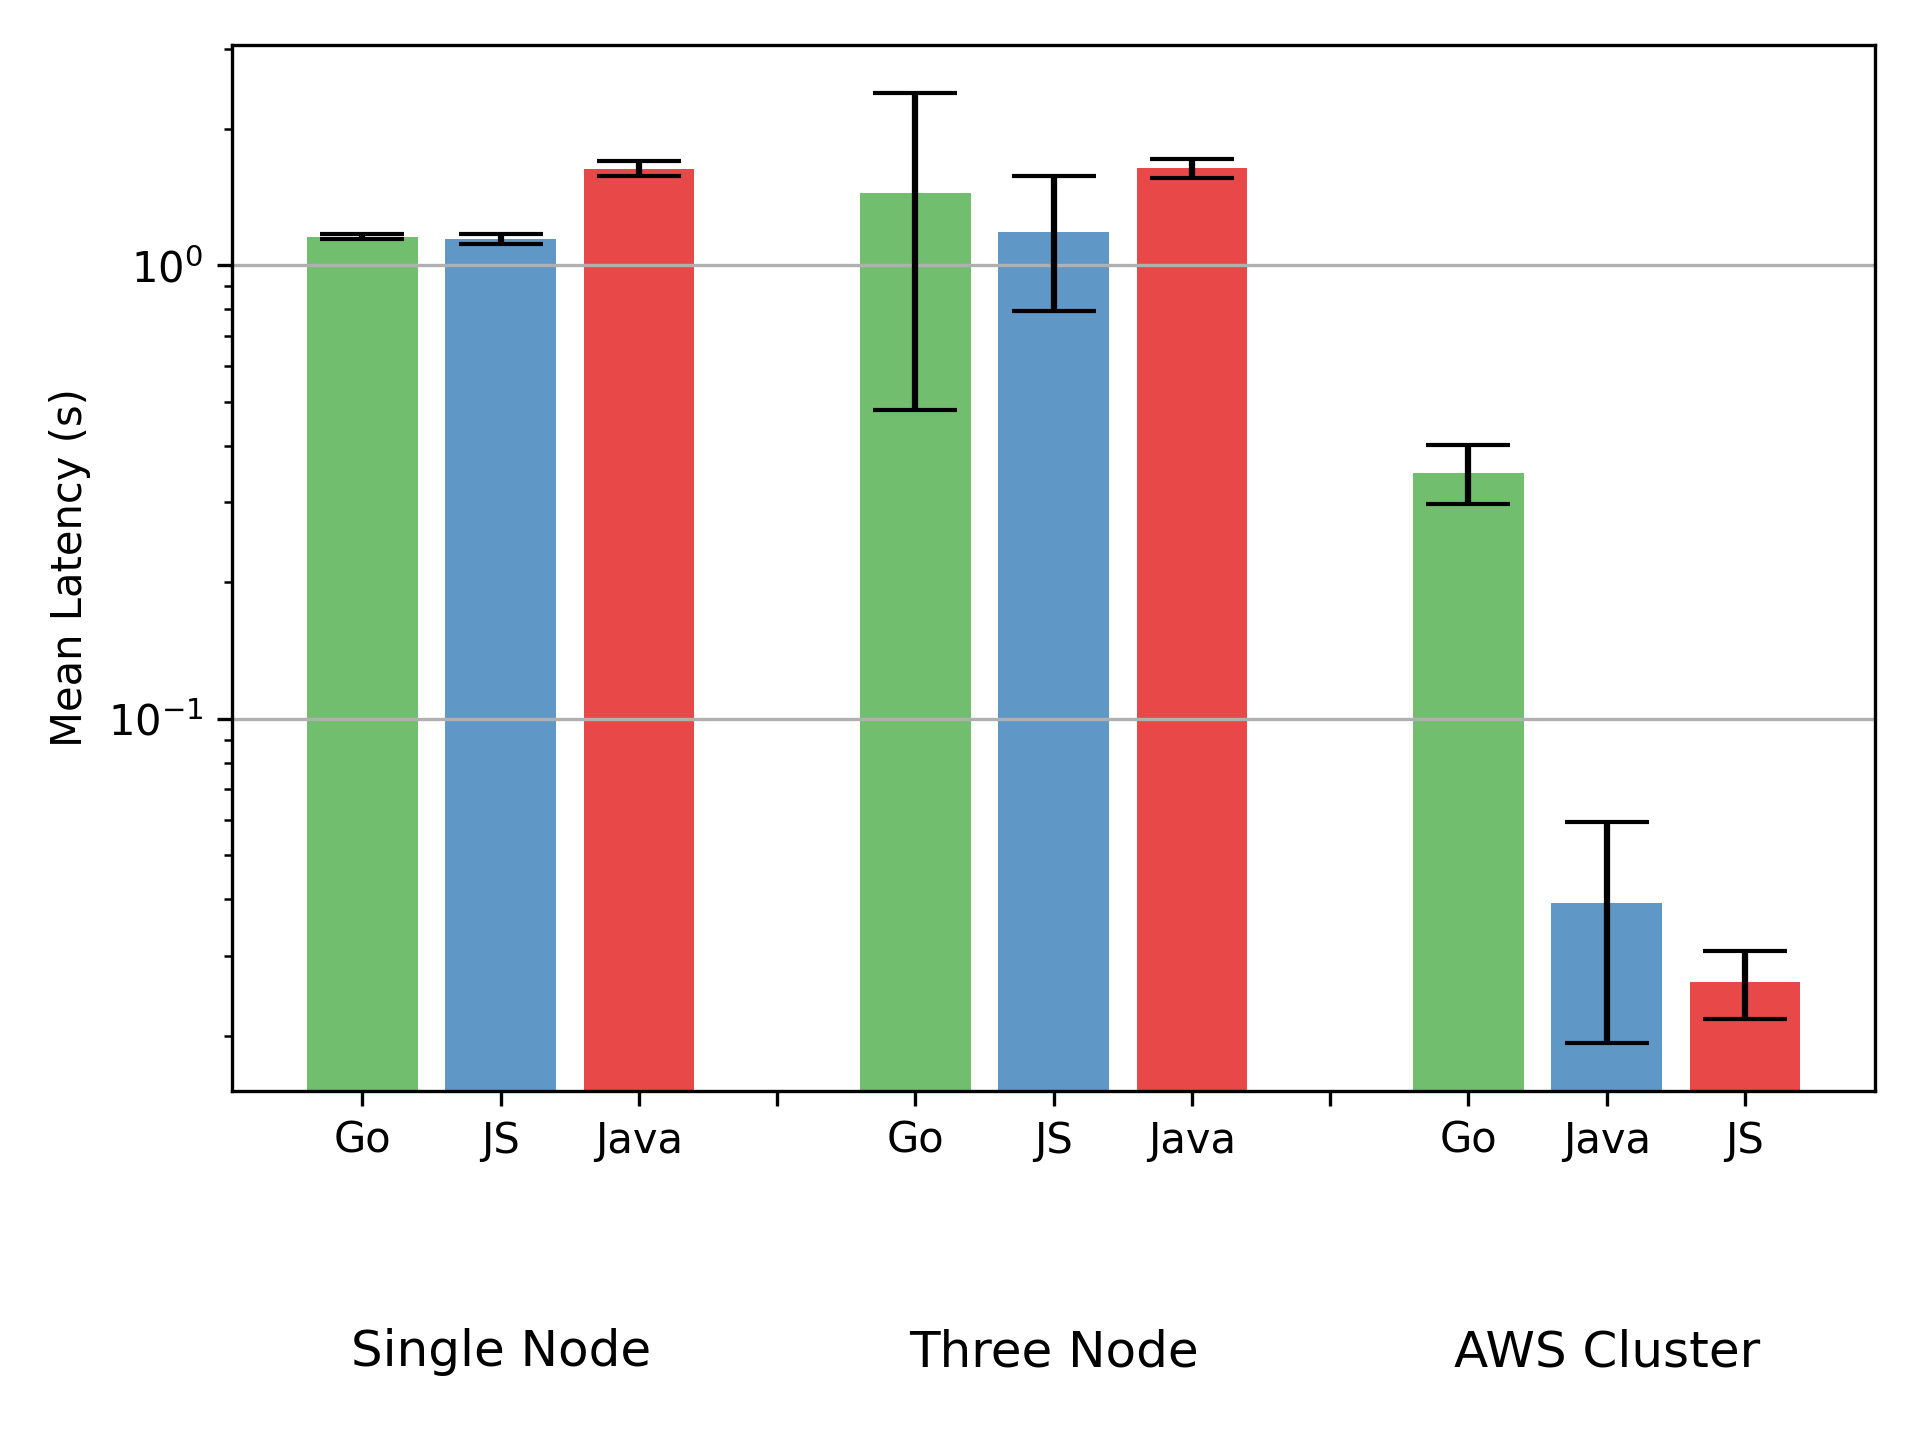 Mean Latency (s)
10⁰
10⁻¹
Go JS Java Go JS Java Go Java JS
Single Node Three Node AWS Cluster